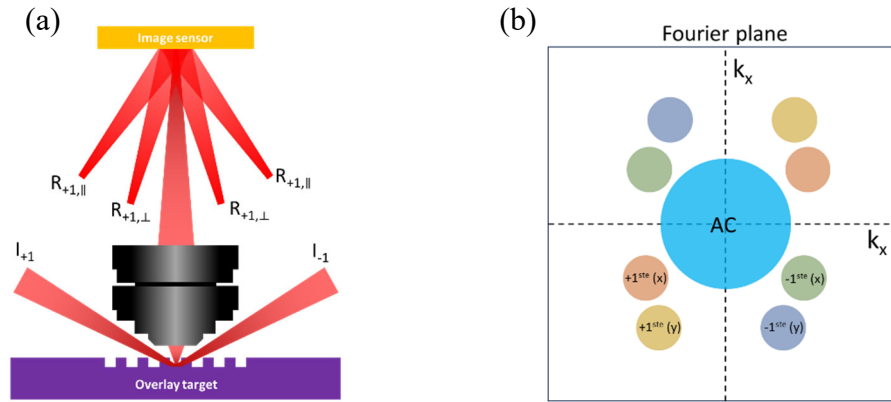 (a)
Image sensor
R+1,∥
R+1,⊥
R+1,⊥
R+1,∥
I+1
I-1
Overlay target
(b)
Fourier plane
kx
AC
kx
+1ste (x)
-1ste (x)
+1ste (y)
-1ste (y)